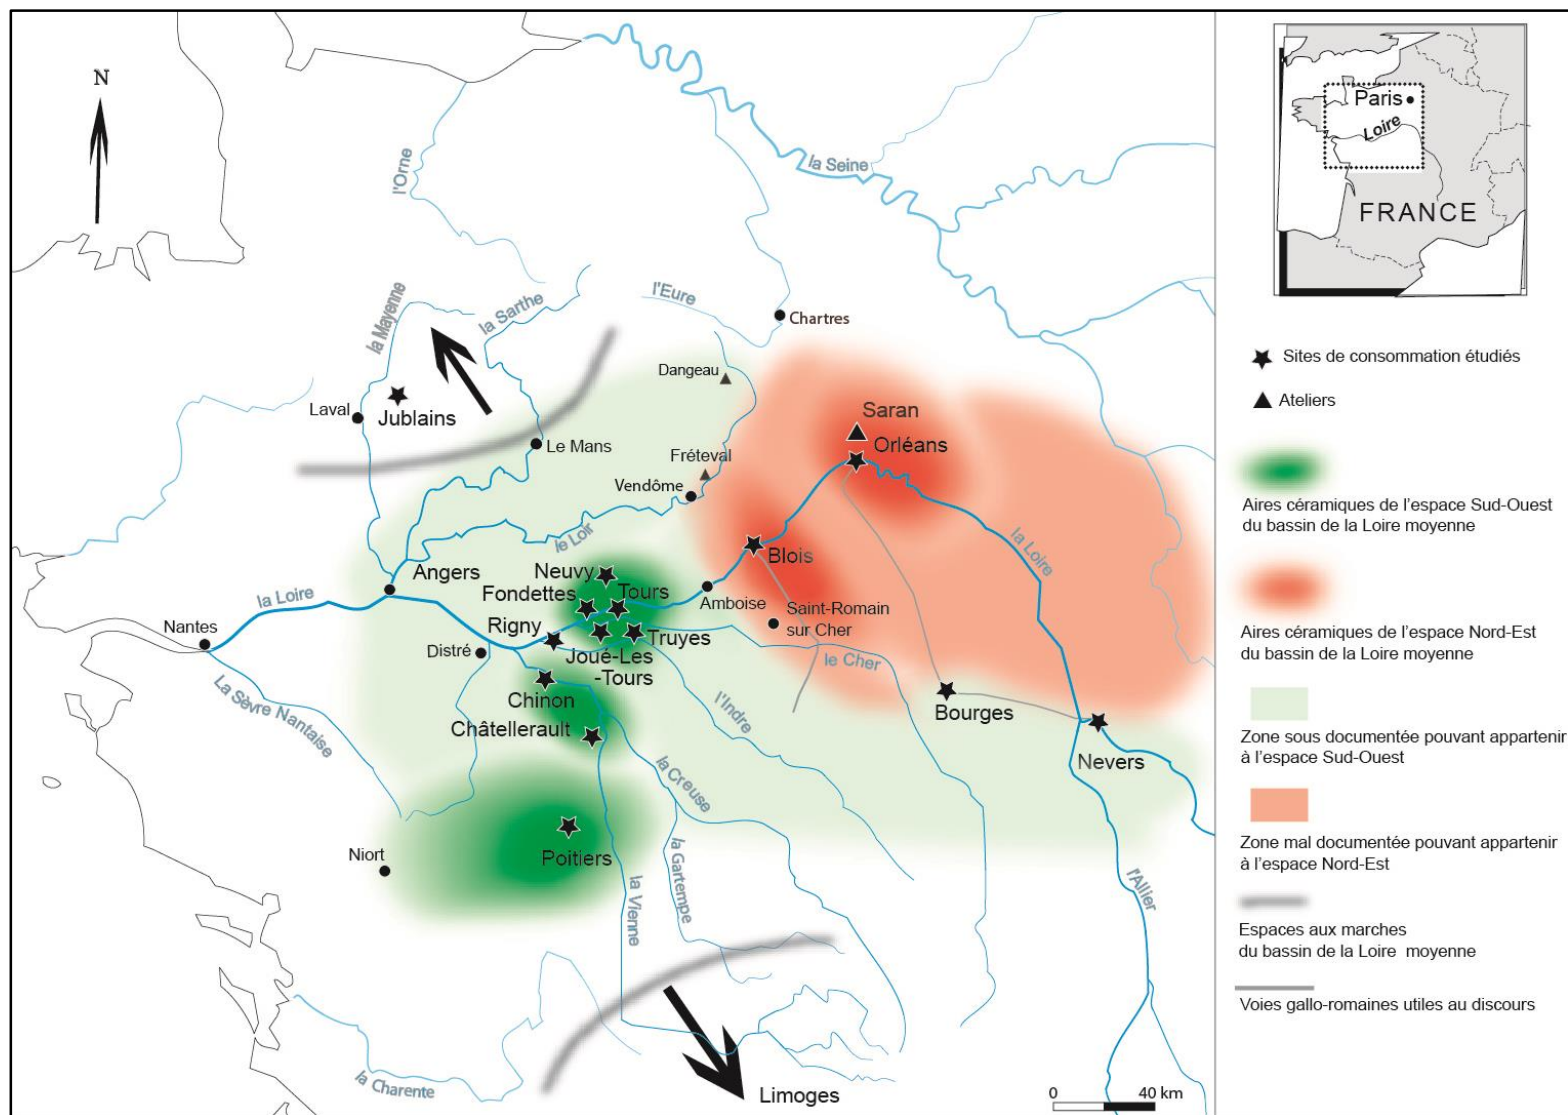 N
l'Orne
la Seine
la Mayenne
la Sarthe
l'Eure
Chartres
Dangeau
Laval
Jublains
Le Mans
Saran
Orléans
Fréteval
Vendôme
le Loir
Blois
la Loire
Angers
Neuvy
Fondettes
Tours
Amboise
Saint-Romain
sur Cher
la Loire
Nantes
Rigny
Truyes
Distré
Joué-Les
-Tours
le Cher
La Sèvre Nantaise
Chinon
l'Indre
Bourges
Châtellerault
Nevers
la Creuse
Niort
Poitiers
la Gartempe
la Vienne
l'Allier
la Charente
Limoges
0 40 km
Paris
Loire
FRANCE
Sites de consommation étudiés
Ateliers
Aires céramiques de l'espace Sud-Ouest
du bassin de la Loire moyenne
Aires céramiques de l'espace Nord-Est
du bassin de la Loire moyenne
Zone sous documentée pouvant appartenir
à l'espace Sud-Ouest
Zone mal documentée pouvant appartenir
à l'espace Nord-Est
Espaces aux marches
du bassin de la Loire moyenne
Voies gallo-romaines utiles au discours